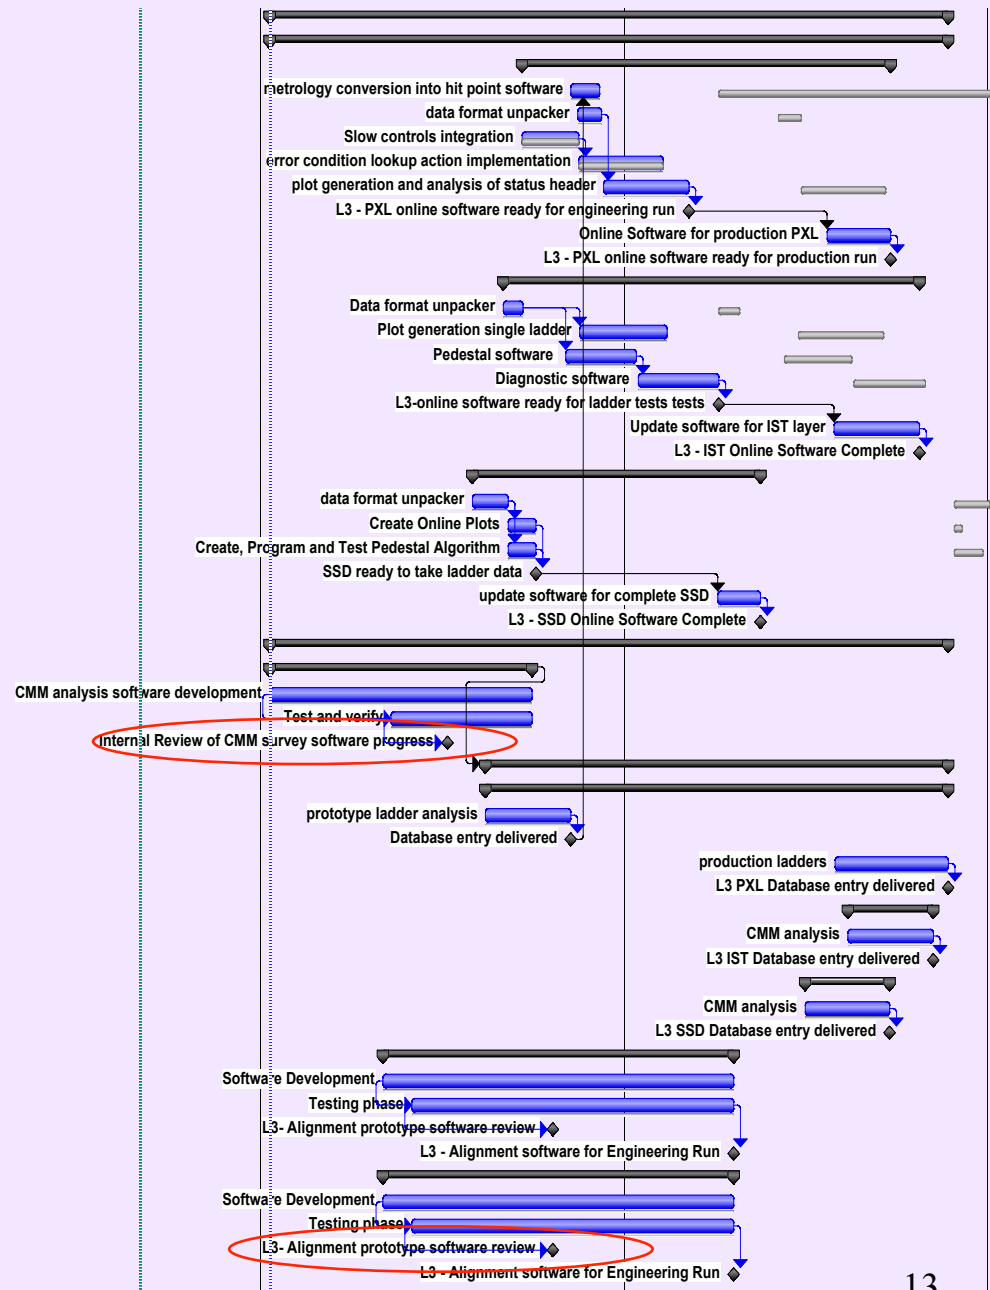 metrology conversion into hit point software
data format unpacker
Slow controls integration
error condition lookup action implementation
plot generation and analysis of status header
L3 - PXL online software ready for engineering run
Online Software for production PXL
L3 - PXL online software ready for production run
Data format unpacker
Plot generation single ladder
Pedestal software
Diagnostic software
L3-online software ready for ladder tests tests
Update software for IST layer
L3 - IST Online Software Complete
data format unpacker
Create Online Plots
Create, Program and Test Pedestal Algorithm
SSD ready to take ladder data
update software for complete SSD
L3 - SSD Online Software Complete
CMM analysis software development
Test and verify
Internal Review of CMM survey software progress
prototype ladder analysis
Database entry delivered
production ladders
L3 PXL Database entry delivered
CMM analysis
L3 IST Database entry delivered
CMM analysis
L3 SSD Database entry delivered
Software Development
Testing phase
L3- Alignment prototype software review
L3 - Alignment software for Engineering Run
Software Development
Testing phase
L3- Alignment prototype software review
L3 - Alignment software for Engineering Run
13